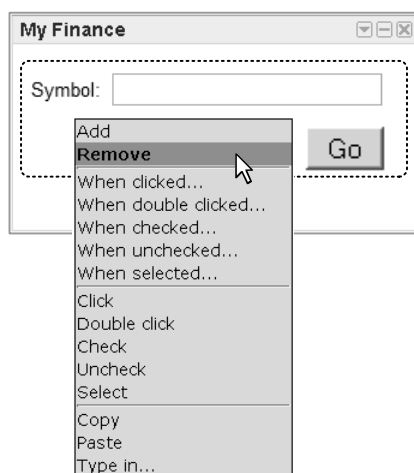 My Finance
Symbol:
Go
Add
Remove
When clicked...
When double clicked...
When checked...
When unchecked...
When selected...
Click
Double click
Check
Uncheck
Select
Copy
Paste
Type in...